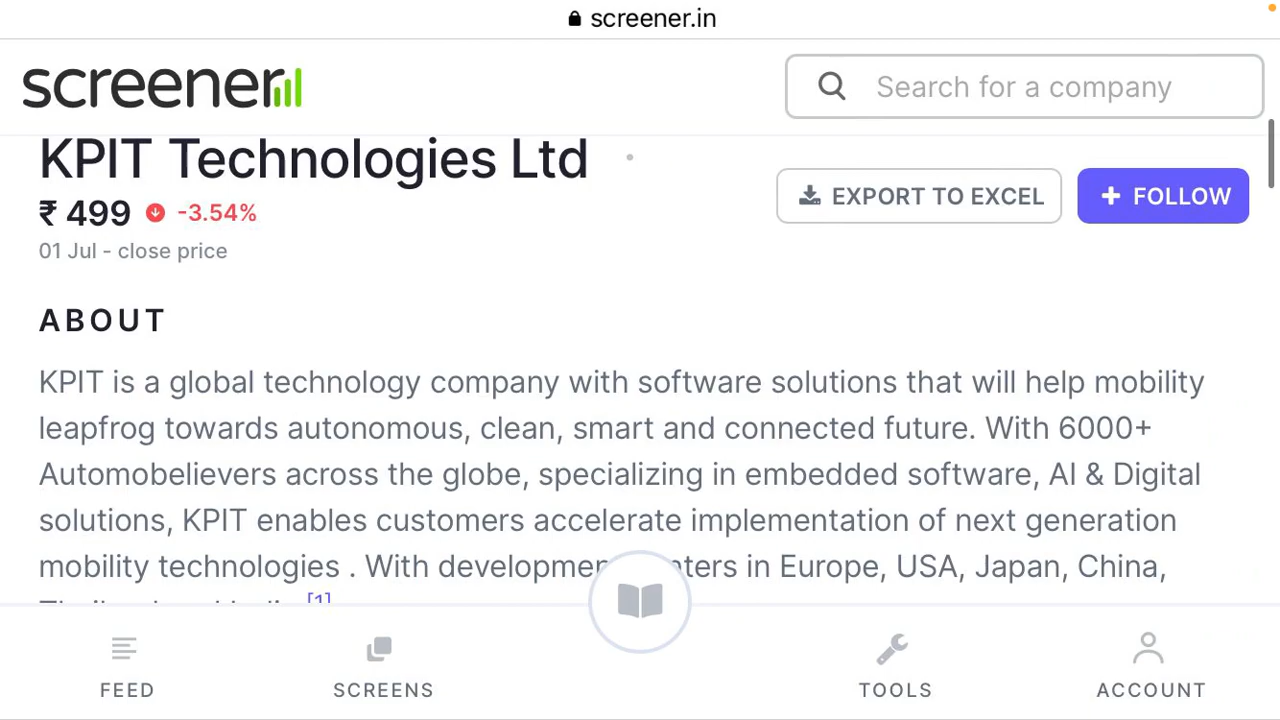 screener.in
screener
Search for a company
KPIT Technologies Ltd
₹ 499 -3.54%
EXPORT TO EXCEL
FOLLOW
01 Jul - close price
ABOUT
KPIT is a global technology company with software solutions that will help mobility
leapfrog towards autonomous, clean, smart and connected future. With 6000+
Automobelievers across the globe, specializing in embedded software, AI & Digital
solutions, KPIT enables customers accelerate implementation of next generation
mobility technologies . With in Europe, USA, Japan, China,
[1]
FEED
SCREENS
TOOLS
ACCOUNT